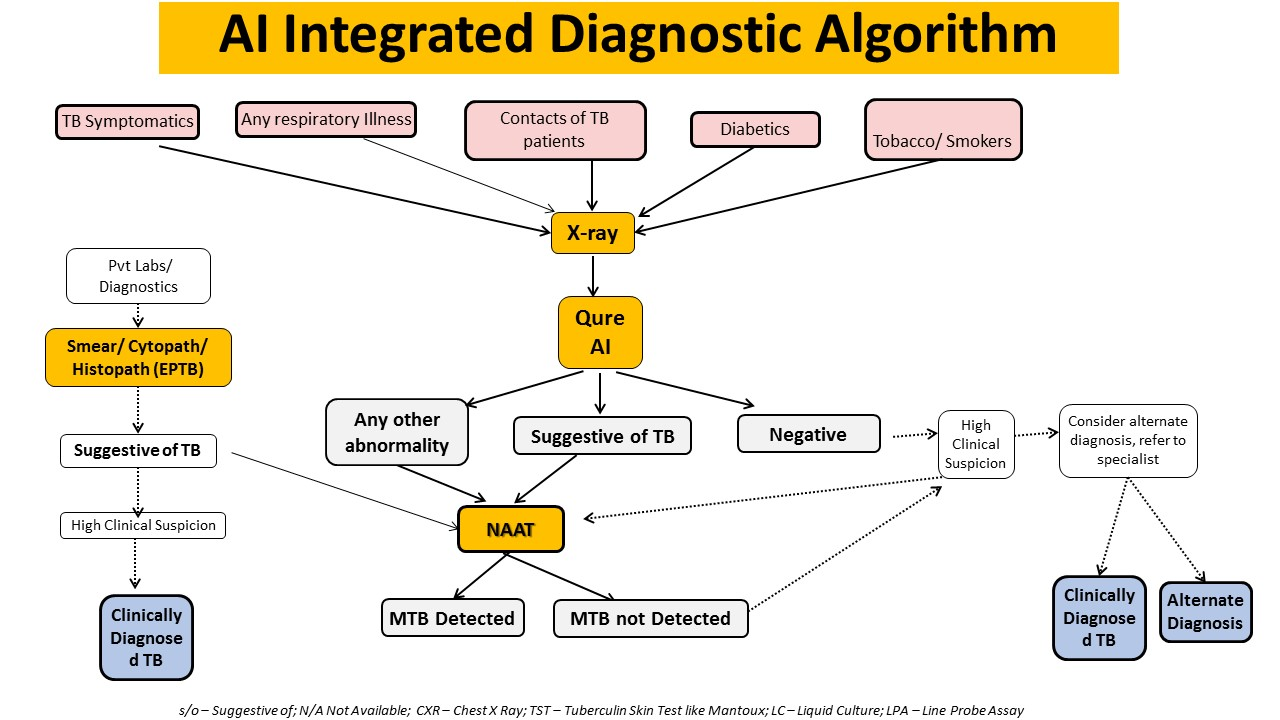 AI Integrated Diagnostic Algorithm
TB Symptomatics
Any respiratory Illness
Contacts of TB
patients
Diabetics
Tobacco/ Smokers
X-ray
Pvt Labs/
Diagnostics
Qure
AI
Smear/ Cytopath/
Histopath (EPTB)
Any other
abnormality
Suggestive of TB
Negative
High
Clinical
Suspicion
Consider alternate
diagnosis, refer to
specialist
Suggestive of TB
High Clinical Suspicion
NAAT
MTB Detected
MTB not Detected
Clinically
Diagnose
d TB
Clinically
Diagnose
d TB
Alternate
Diagnosis
s/o – Suggestive of; N/A Not Available; CXR – Chest X Ray; TST – Tuberculin Skin Test like Mantoux; LC – Liquid Culture; LPA – Line Probe Assay